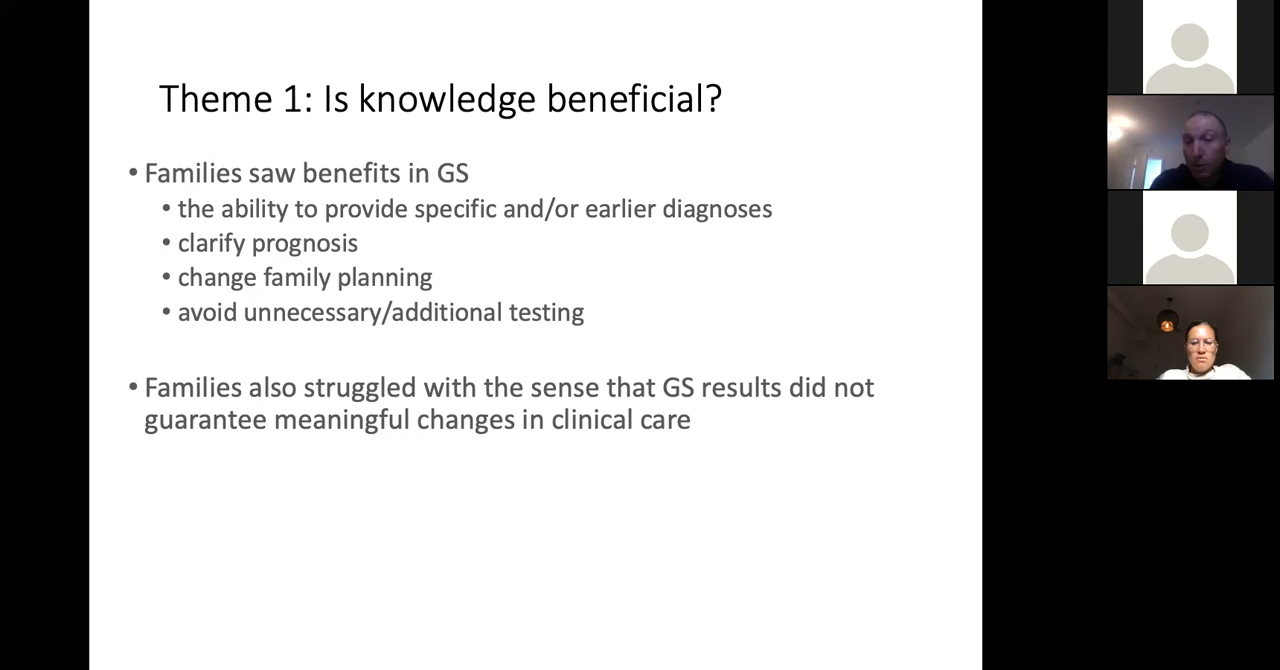 Theme 1: Is knowledge beneficial?
• Families saw benefits in GS
• the ability to provide specific and/or earlier diagnoses
• clarify prognosis
• change family planning
• avoid unnecessary/additional testing
• Families also struggled with the sense that GS results did not
guarantee meaningful changes in clinical care